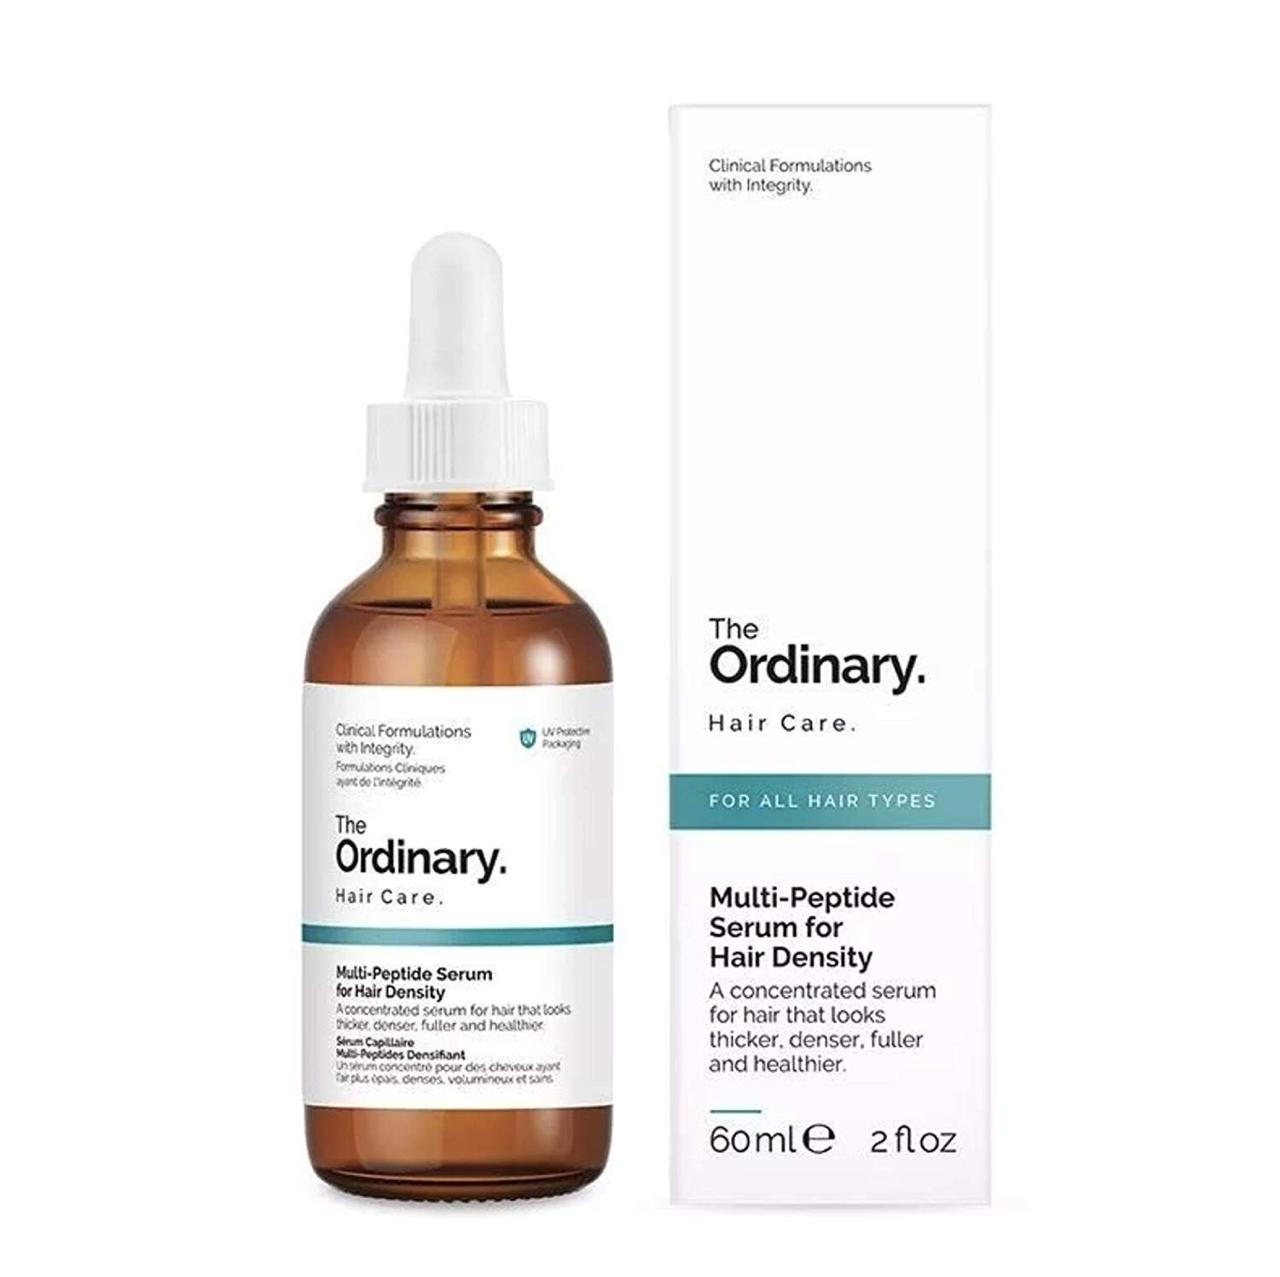 Clinical Formulations
with Integrity.
Formulations Cliniques
ayant de l'intégrité.
UV
UV Protective
Packaging
The
Ordinary.
Hair Care.
Multi-Peptide Serum
for Hair Density
A concentrated serum for hair that looks
thicker, denser, fuller and healthier.
Sérum Capillaire
Multi-Peptides Densifiant
Un sérum concentré pour des cheveux ayant
l'air plus épais, denses, volumineux et sains.
Clinical Formulations
with Integrity.
The
Ordinary.
Hair Care.
FOR ALL HAIR TYPES
Multi-Peptide
Serum for
Hair Density
A concentrated serum
for hair that looks
thicker, denser, fuller
and healthier.
60 ml ℮ 2 fl oz